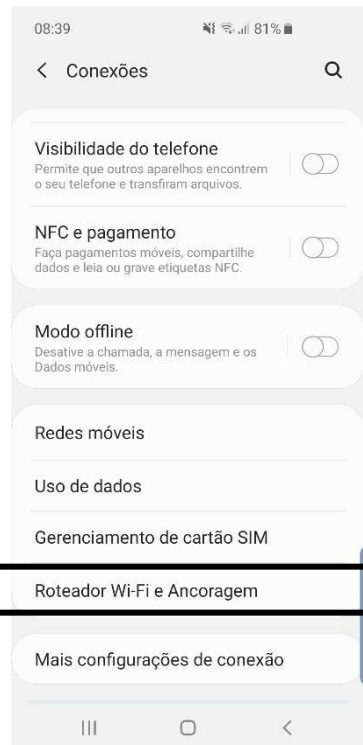 08:39 81%
Conexões
Visibilidade do telefone
Permite que outros aparelhos encontrem
o seu telefone e transfiram arquivos.
NFC e pagamento
Faça pagamentos móveis, compartilhe
dados e leia ou grave etiquetas NFC.
Modo offline
Desative a chamada, a mensagem e os
Dados móveis.
Redes móveis
Uso de dados
Gerenciamento de cartão SIM
Roteador Wi-Fi e Ancoragem
Mais configurações de conexão